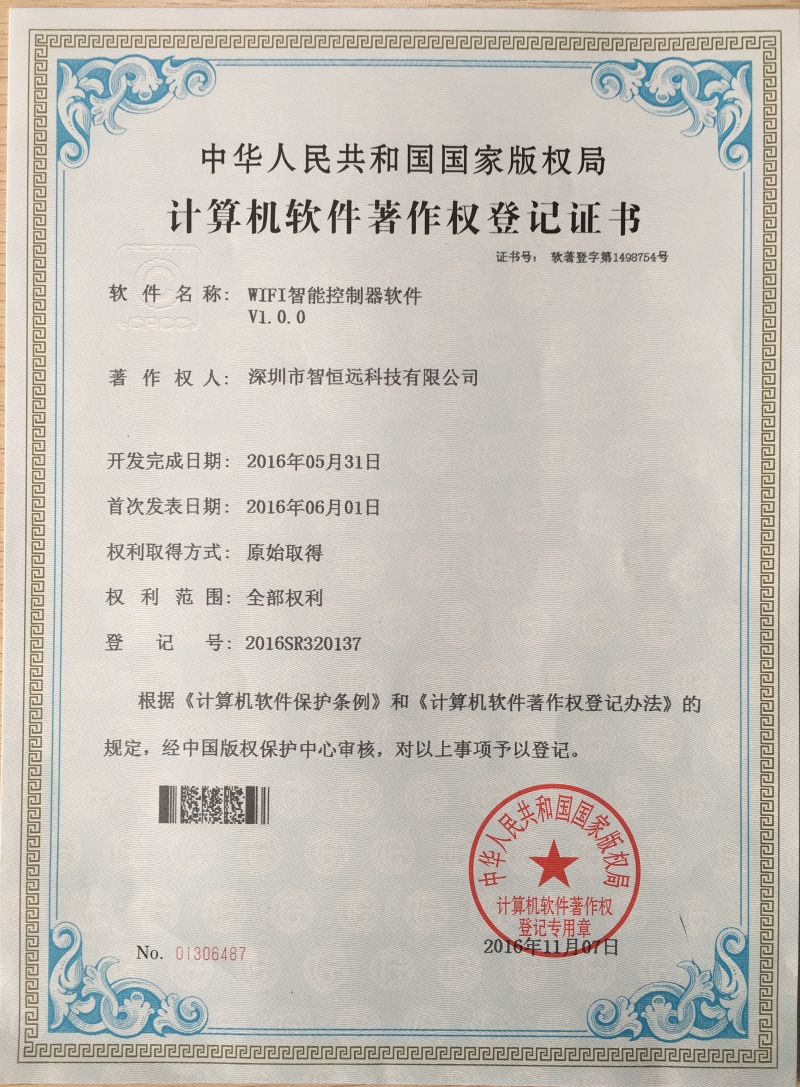 中华人民共和国国家版权局
计算机软件著作权登记证书
证书号： 软著登字第1498754号
CPCC
软件名称： WIFI智能控制器软件
V1.0.0
著作权人： 深圳市智恒远科技有限公司
开发完成日期： 2016年05月31日
首次发表日期： 2016年06月01日
权利取得方式： 原始取得
权利范围： 全部权利
登记号： 2016SR320137
根据《计算机软件保护条例》和《计算机软件著作权登记办法》的
规定，经中国版权保护中心审核，对以上事项予以登记。
中华人民共和国国家版权局
计算机软件著作权
登记专用章
2016年11月07日
No. 01306487